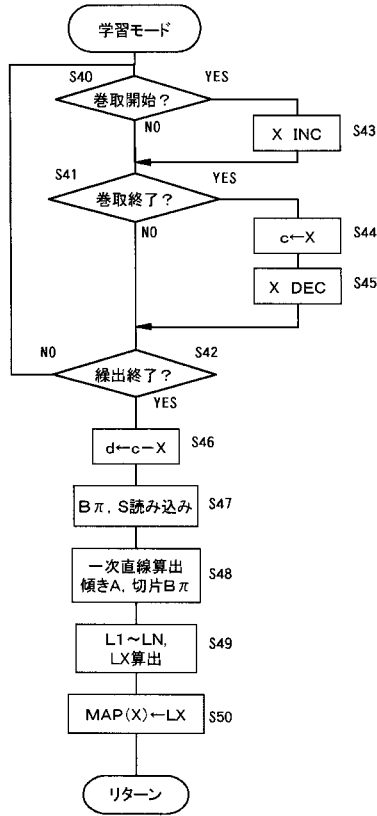 学習モード
S40
YES
巻取開始?
NO
X INC
S43
S41
YES
巻取終了?
NO
c←X
S44
X DEC
S45
NO
S42
繰出終了?
YES
d←c－X
S46
Bπ, S読み込み
S47
一次直線算出
傾きA, 切片Bπ
S48
L1～LN,
LX算出
S49
MAP(X)←LX
S50
リターン